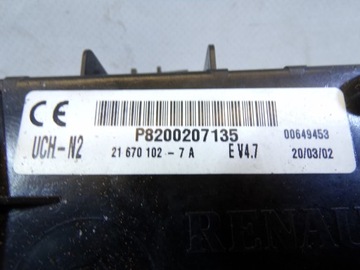 CE
P8200207135 00649453
UCH-N2 21 670 102 - 7 A E V4.7 20/03/02
RENAU